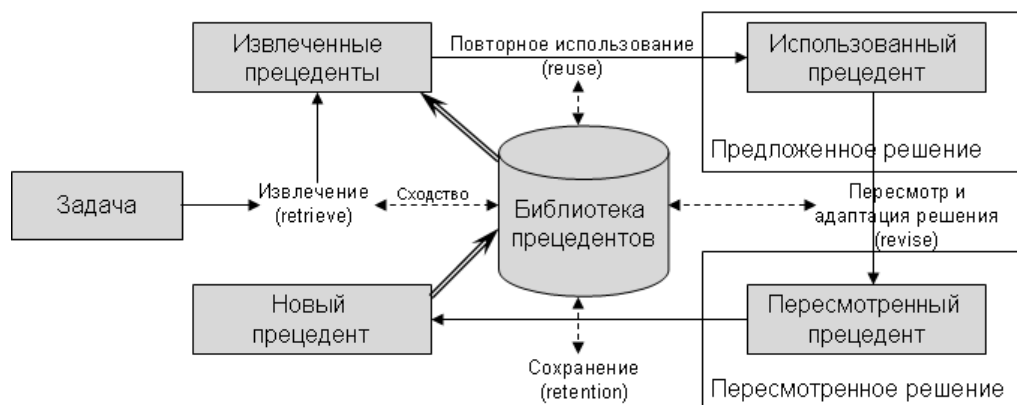 Извлеченные
прецеденты
Повторное использование
(reuse)
Использованный
прецедент
Предложенное решение
Задача
Извлечение
(retrieve)
Сходство
Библиотека
прецедентов
Пересмотр и
адаптация решения
(revise)
Новый
прецедент
Пересмотренный
прецедент
Сохранение
(retention)
Пересмотренное решение